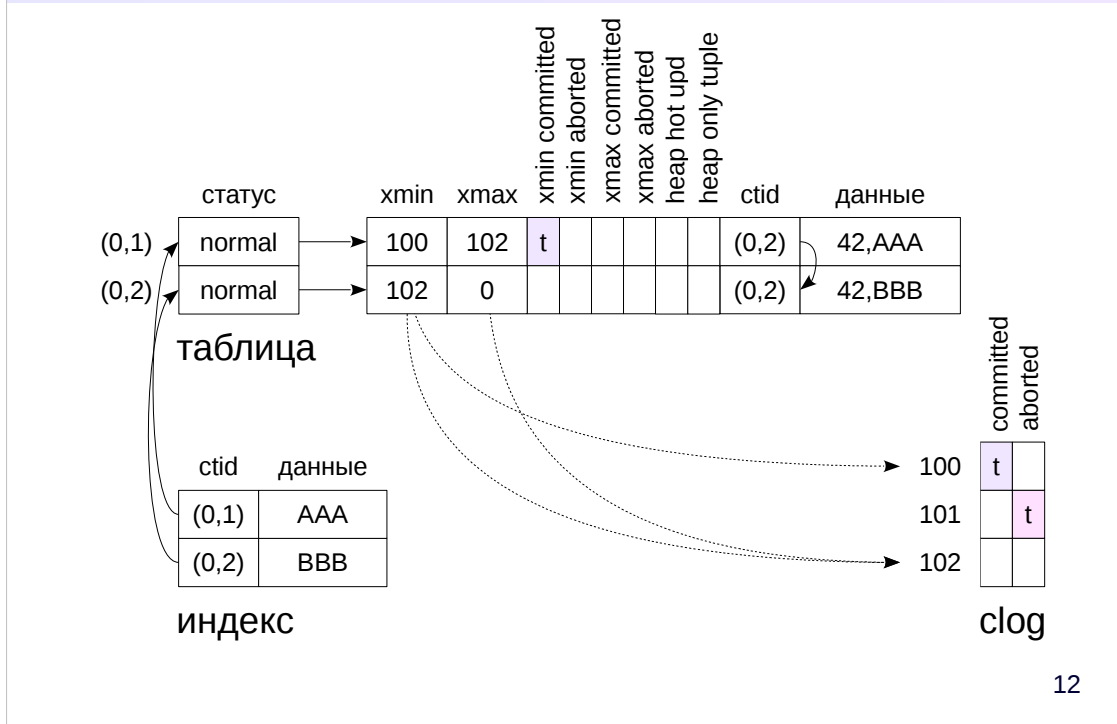 xmin committed
xmin aborted
xmax committed
xmax aborted
heap hot upd
heap only tuple
статус xmin xmax ctid данные
(0,1) normal 100 102 t (0,2) 42,AAA
(0,2) normal 102 0 (0,2) 42,BBB
таблица
committed
aborted
ctid данные
100 t
(0,1) AAA
101 t
(0,2) BBB
102
индекс
clog
12